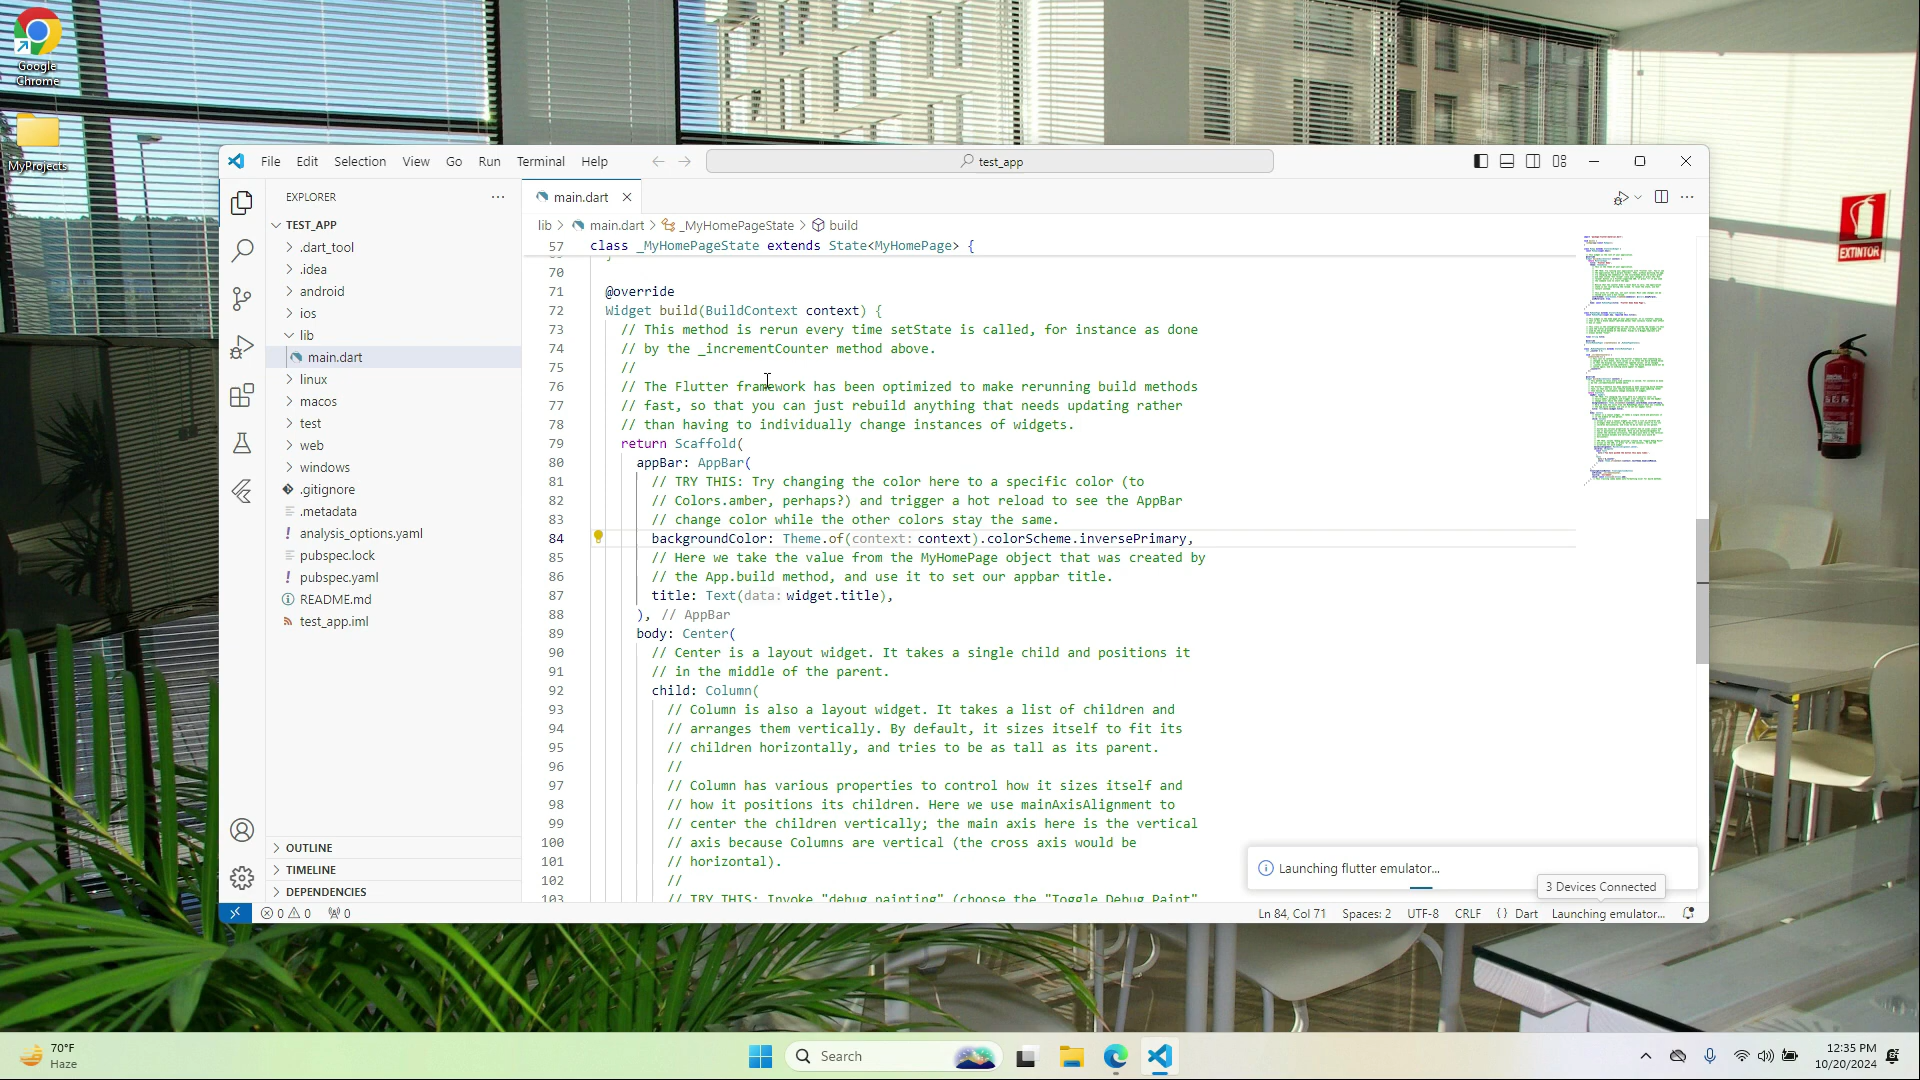 Google
Chrome
MyProjects
EXTINTOR
File Edit Selection View Go Run Terminal Help
test_app
EXPLORER
TEST_APP
.dart_tool
.idea
android
ios
lib
main.dart
linux
macos
test
web
windows
.gitignore
.metadata
analysis_options.yaml
pubspec.lock
pubspec.yaml
README.md
test_app.iml
OUTLINE
TIMELINE
DEPENDENCIES
main.dart
lib > main.dart > _MyHomePageState > build
57 class _MyHomePageState extends State<MyHomePage> {
70
71 @override
72 Widget build(BuildContext context) {
73 // This method is rerun every time setState is called, for instance as done
74 // by the _incrementCounter method above.
75 //
76 // The Flutter framework has been optimized to make rerunning build methods
77 // fast, so that you can just rebuild anything that needs updating rather
78 // than having to individually change instances of widgets.
79 return Scaffold(
80 appBar: AppBar(
81 // TRY THIS: Try changing the color here to a specific color (to
82 // Colors.amber, perhaps?) and trigger a hot reload to see the AppBar
83 // change color while the other colors stay the same.
84 backgroundColor: Theme.of(context: context).colorScheme.inversePrimary,
85 // Here we take the value from the MyHomePage object that was created by
86 // the App.build method, and use it to set our appbar title.
87 title: Text(data: widget.title),
88 ), // AppBar
89 body: Center(
90 // Center is a layout widget. It takes a single child and positions it
91 // in the middle of the parent.
92 child: Column(
93 // Column is also a layout widget. It takes a list of children and
94 // arranges them vertically. By default, it sizes itself to fit its
95 // children horizontally, and tries to be as tall as its parent.
96 //
97 // Column has various properties to control how it sizes itself and
98 // how it positions its children. Here we use mainAxisAlignment to
99 // center the children vertically; the main axis here is the vertical
100 // axis because Columns are vertical (the cross axis would be
101 // horizontal).
102 //
103 // TRY THIS: Invoke "debug painting" (choose the "Toggle Debug Paint"
Launching flutter emulator...
3 Devices Connected
0 0 0
Ln 84, Col 71 Spaces: 2 UTF-8 CRLF {} Dart Launching emulator...
70°F
Haze
Search
12:35 PM
10/20/2024